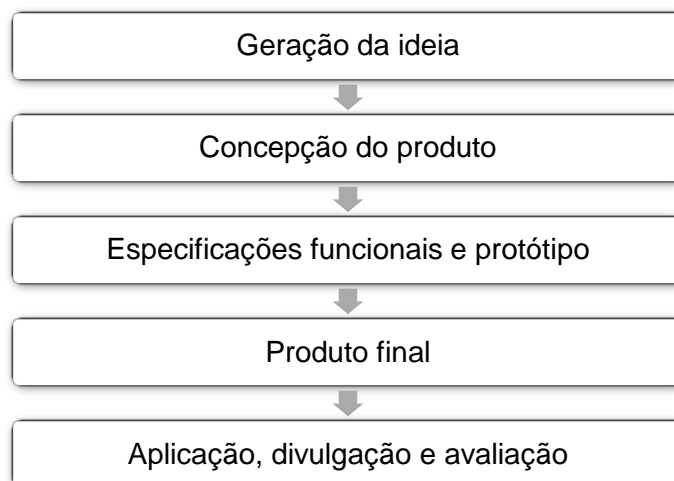 Geração da ideia
Concepção do produto
Especificações funcionais e protótipo
Produto final
Aplicação, divulgação e avaliação